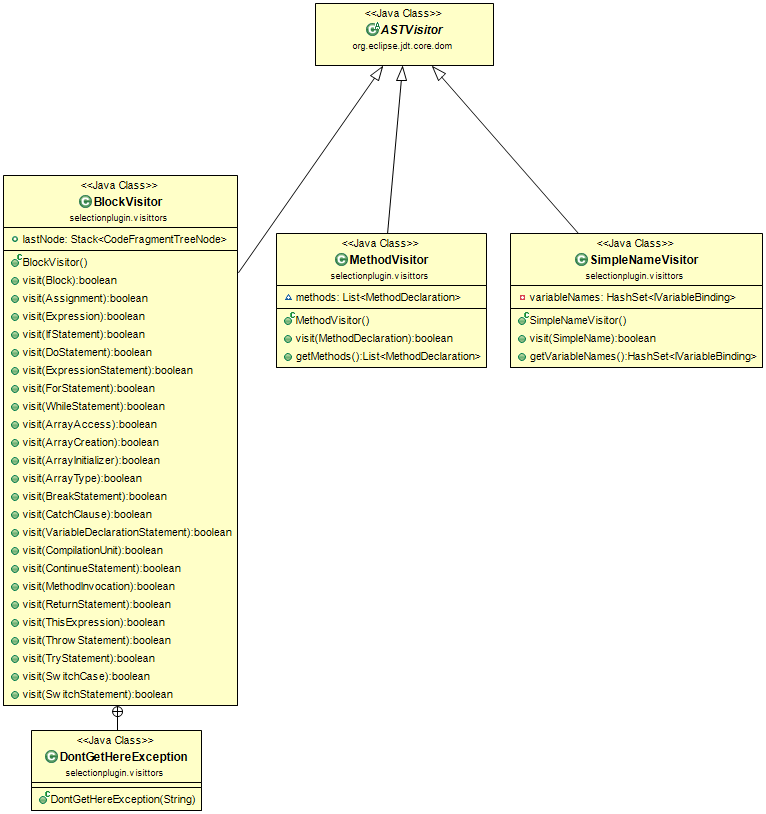 <<Java Class>>
ASTVisitor
org.eclipse.jdt.core.dom
<<Java Class>>
BlockVisitor
selectionplugin.visittors
lastNode: Stack<CodeFragmentTreeNode>
BlockVisitor()
visit(Block):boolean
visit(Assignment):boolean
visit(Expression):boolean
visit(IfStatement):boolean
visit(DoStatement):boolean
visit(ExpressionStatement):boolean
visit(ForStatement):boolean
visit(WhileStatement):boolean
visit(ArrayAccess):boolean
visit(ArrayCreation):boolean
visit(ArrayInitializer):boolean
visit(ArrayType):boolean
visit(BreakStatement):boolean
visit(CatchClause):boolean
visit(VariableDeclarationStatement):boolean
visit(CompilationUnit):boolean
visit(ContinueStatement):boolean
visit(MethodInvocation):boolean
visit(ReturnStatement):boolean
visit(ThisExpression):boolean
visit(ThrowStatement):boolean
visit(TryStatement):boolean
visit(SwitchCase):boolean
visit(SwitchStatement):boolean
<<Java Class>>
MethodVisitor
selectionplugin.visittors
methods: List<MethodDeclaration>
MethodVisitor()
visit(MethodDeclaration):boolean
getMethods():List<MethodDeclaration>
<<Java Class>>
SimpleNameVisitor
selectionplugin.visittors
variableNames: HashSet<IVariableBinding>
SimpleNameVisitor()
visit(SimpleName):boolean
getVariableNames():HashSet<IVariableBinding>
<<Java Class>>
DontGetHereException
selectionplugin.visittors
DontGetHereException(String)